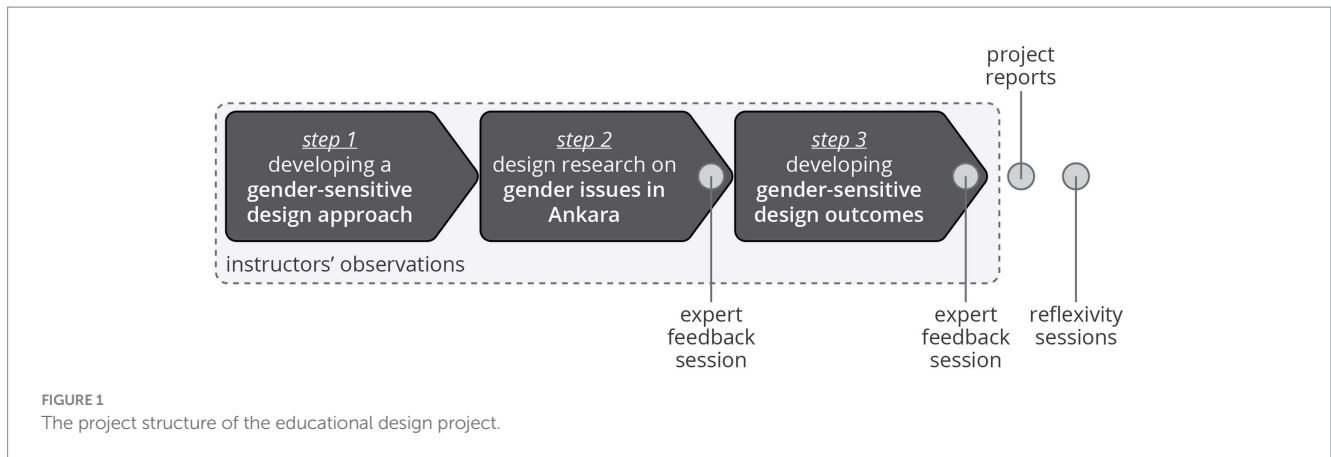 project
reports
step 1
developing a
gender-sensitive
design approach
step 2
design research on
gender issues in
Ankara
step 3
developing
gender-sensitive
design outcomes
instructors’ observations
expert
feedback
session
expert
feedback
session
reflexivity
sessions
FIGURE 1
The project structure of the educational design project.